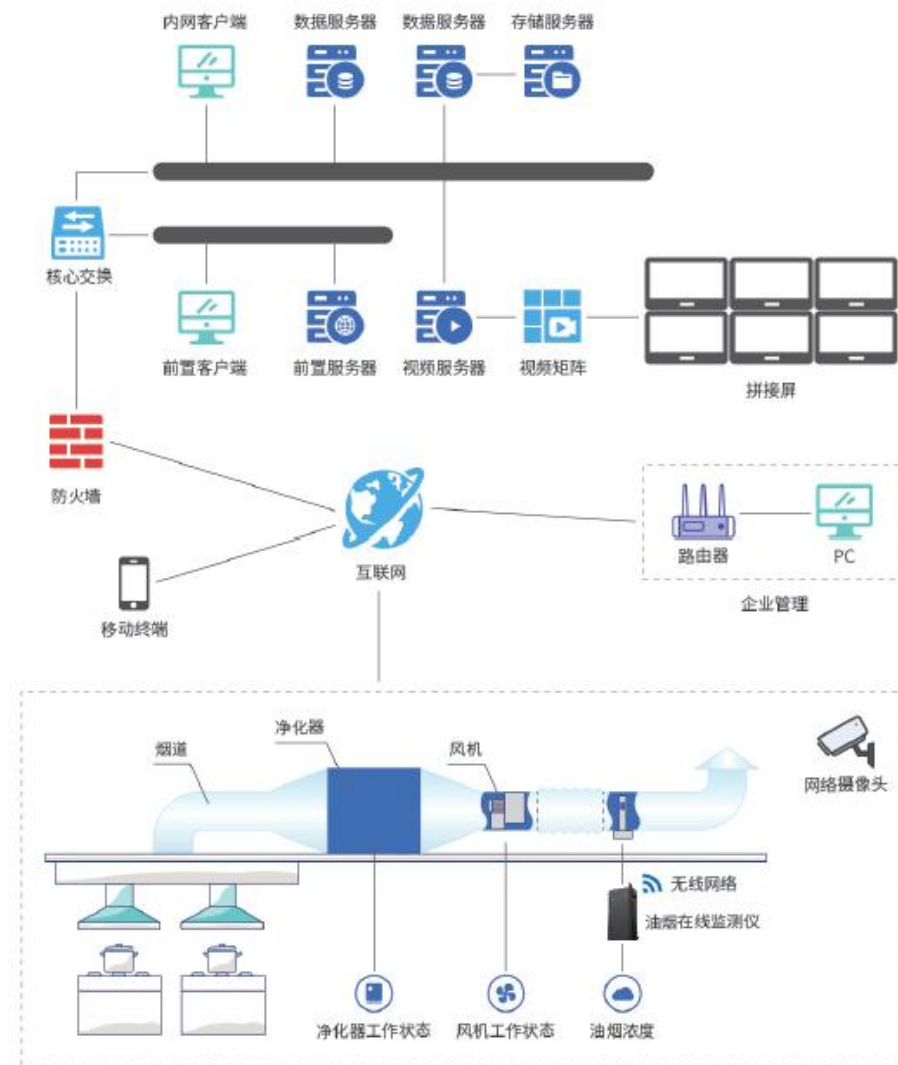 内网客户端
数据服务器
数据服务器
存储服务器
核心交换
前置客户端
前置服务器
视频服务器
视频矩阵
拼接屏
防火墙
互联网
路由器
PC
企业管理
移动终端
净化器
烟道
风机
网络摄像头
无线网络
油烟在线监测仪
净化器工作状态
风机工作状态
油烟浓度